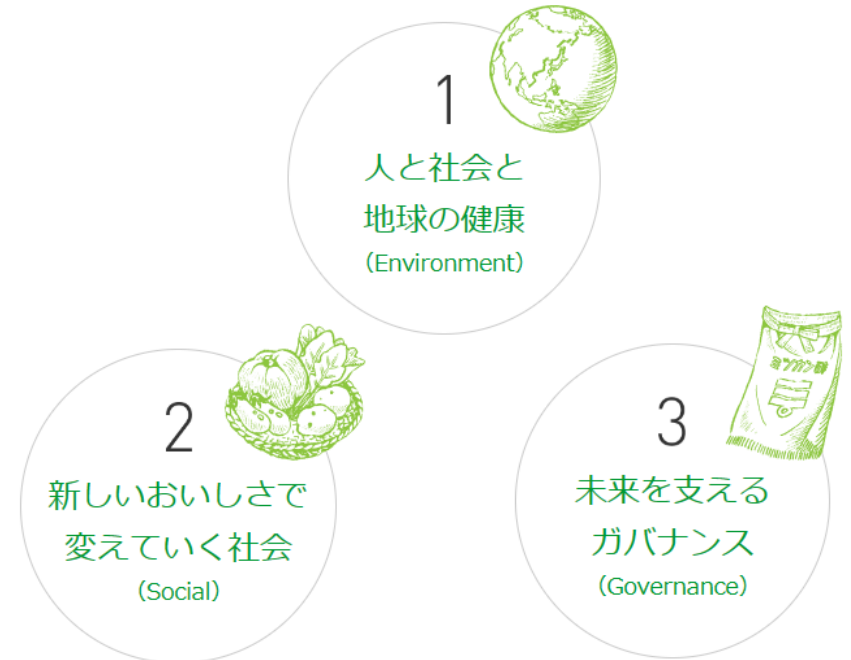 1
人と社会と
地球の健康
（Environment）
2
新しいおいしさで
変えていく社会
（Social）
3
未来を支える
ガバナンス
（Governance）